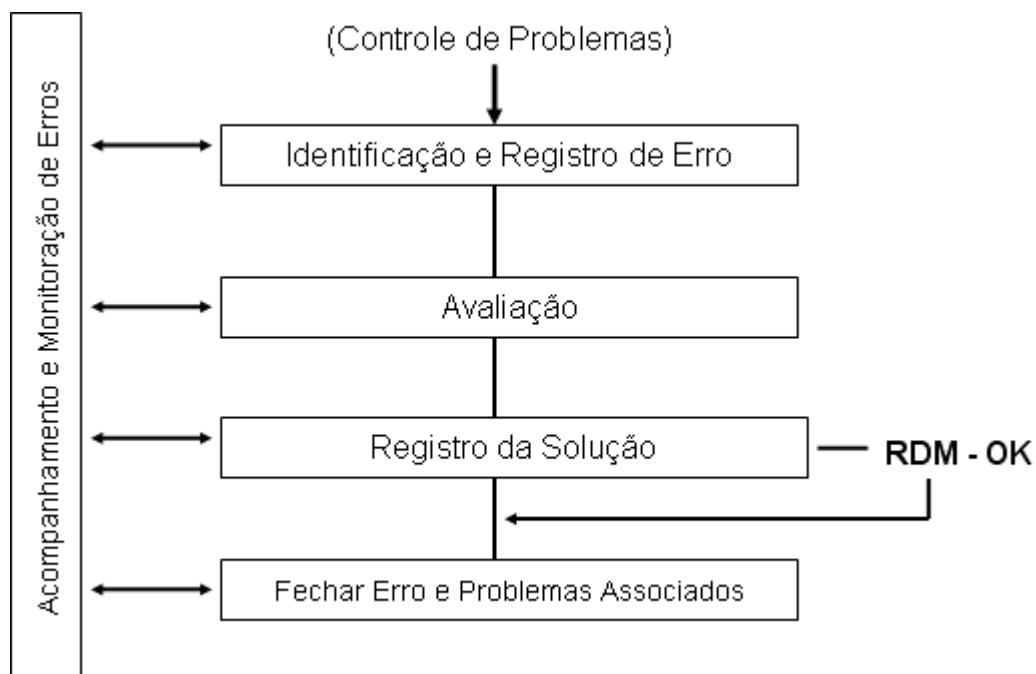 (Controle de Problemas)
Acompanhamento e Monitoração de Erros
Identificação e Registro de Erro
Avaliação
Registro da Solução
RDM - OK
Fechar Erro e Problemas Associados